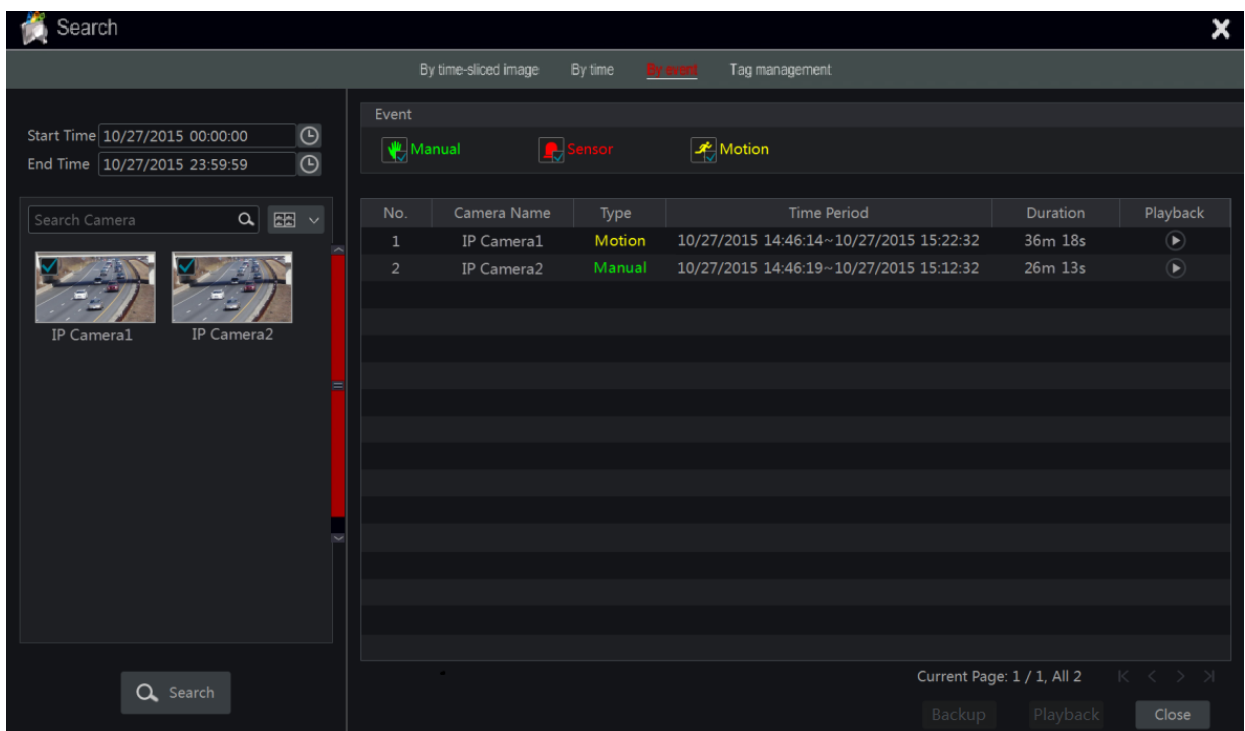 Search
By time-sliced image By time By event Tag management
Start Time 10/27/2015 00:00:00
End Time 10/27/2015 23:59:59
Search Camera
IP Camera1 IP Camera2
Search
Event
Manual Sensor Motion
No. Camera Name Type Time Period Duration Playback
1 IP Camera1 Motion 10/27/2015 14:46:14~10/27/2015 15:22:32 36m 18s
2 IP Camera2 Manual 10/27/2015 14:46:19~10/27/2015 15:12:32 26m 13s
Current Page: 1 / 1, All 2
Backup Playback Close